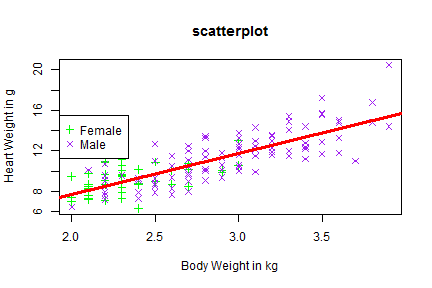 scatterplot
Heart Weight in g
20
16
12
8
6
Female
Male
2.0 2.5 3.0 3.5
Body Weight in kg